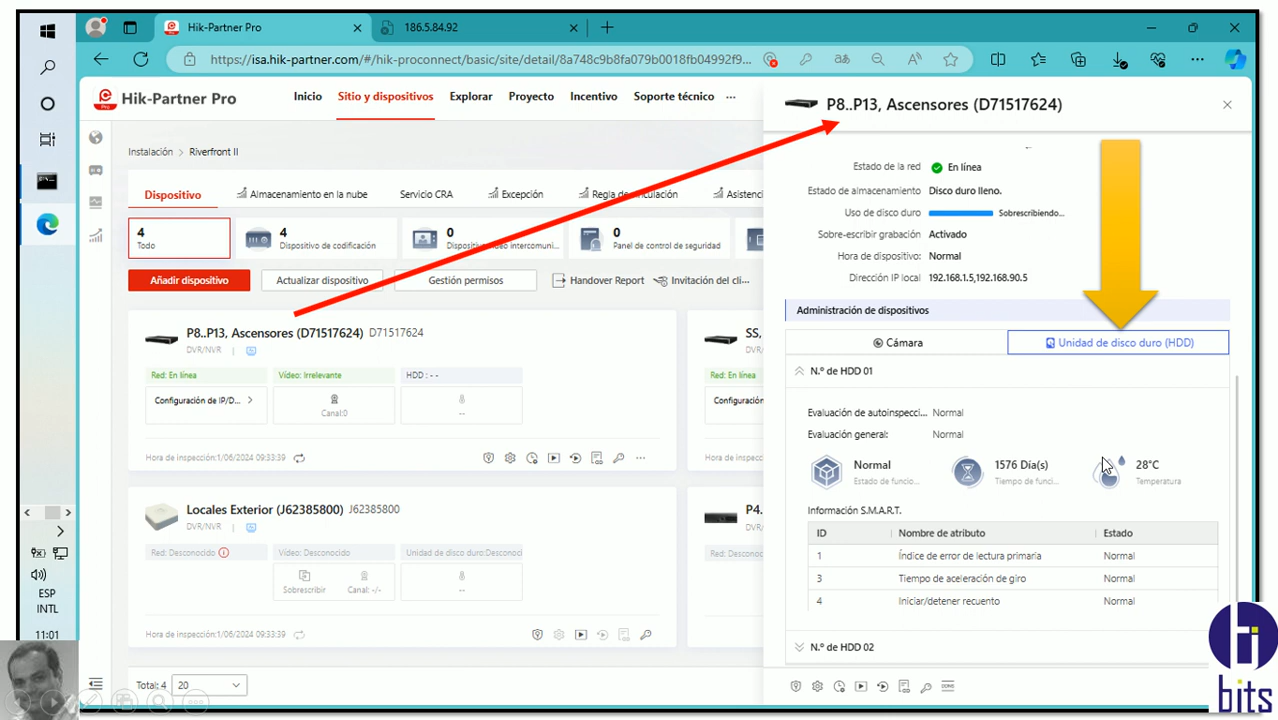 Hik-Partner Pro
186.5.84.92
https://isa.hik-partner.com/#/hik-proconnect/basic/site/detail/8a748c9b8fa079b0018fb04992f9...
Hik-Partner Pro
Inicio
Sitio y dispositivos
Explorar
Proyecto
Incentivo
Soporte técnico
...
Instalación > Riverfront II
Dispositivo
Almacenamiento en la nube
Servicio CRA
Excepción
Regla de vinculación
Asistenc
4
Todo
4
Dispositivo de codificación
0
Dispositivo video intercomuni...
0
Panel de control de seguridad
Añadir dispositivo
Actualizar dispositivo
Gestión permisos
Handover Report
Invitación del cli...
P8..P13, Ascensores (D71517624) D71517624
DVR/NVR
Red: En línea
Vídeo: Irrelevante
HDD : - -
Configuración de IP/D... >
Canal:0
--
Hora de inspección:1/06/2024 09:33:39
SS,
DVR/
Red: En línea
Configuración
Locales Exterior (J62385800) J62385800
DVR/NVR
Red: Desconocido
Vídeo: Desconocido
Unidad de disco duro:Desconoci
Sobrescribir
Canal: -/-
--
Hora de inspección:1/06/2024 09:33:39
P4.
DVR/
Red: Desconocido
Total: 4
20
P8..P13, Ascensores (D71517624)
Estado de la red
En línea
Estado de almacenamiento
Disco duro lleno.
Uso de disco duro
Sobrescribiendo...
Sobre-escribir grabación
Activado
Hora de dispositivo:
Normal
Dirección IP local
192.168.1.5,192.168.90.5
Administración de dispositivos
Cámara
Unidad de disco duro (HDD)
N.º de HDD 01
Evaluación de autoinspecci...
Normal
Evaluación general:
Normal
Normal
Estado de funcio...
1576 Día(s)
Tiempo de funci...
28°C
Temperatura
Información S.M.A.R.T.
ID
Nombre de atributo
Estado
1
Índice de error de lectura primaria
Normal
3
Tiempo de aceleración de giro
Normal
4
Iniciar/detener recuento
Normal
N.º de HDD 02
ESP
INTL
11:01
bits